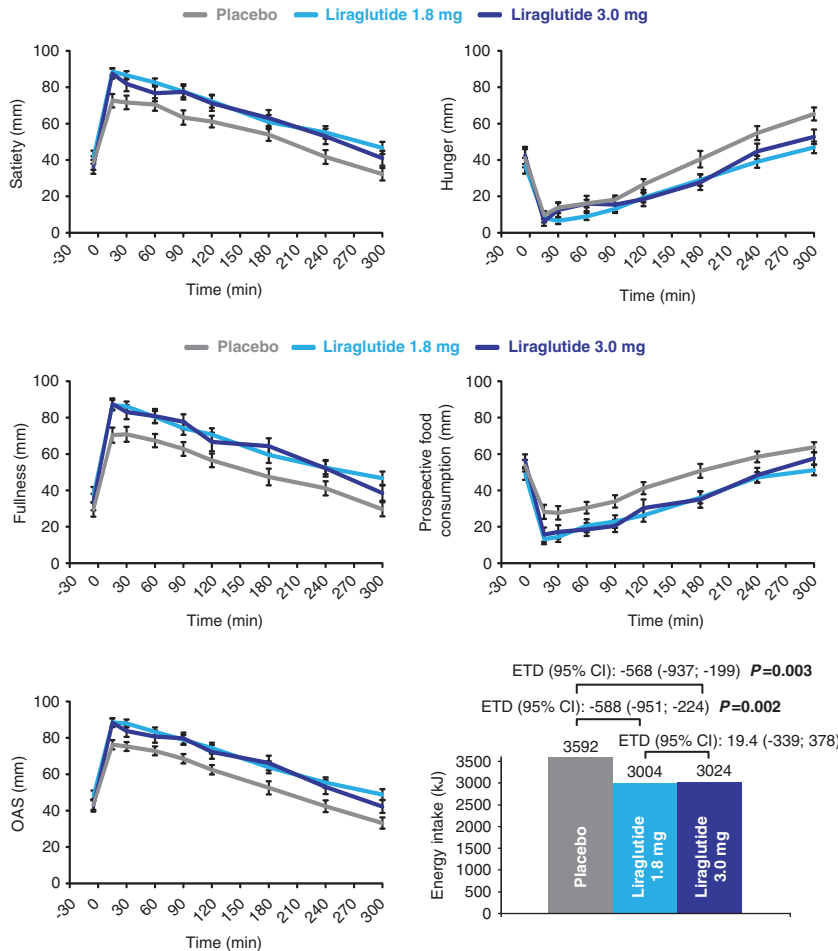 Placebo Liraglutide 1.8 mg Liraglutide 3.0 mg
100
80
60
40
20
0
Satiety (mm)
-30 0 30 60 90 120 150 180 210 240 270 300
Time (min)
100
80
60
40
20
0
Hunger (mm)
-30 0 30 60 90 120 150 180 210 240 270 300
Time (min)
Placebo Liraglutide 1.8 mg Liraglutide 3.0 mg
100
80
60
40
20
0
Fullness (mm)
-30 0 30 60 90 120 150 180 210 240 270 300
Time (min)
100
80
60
40
20
0
Prospective food
consumption (mm)
-30 0 30 60 90 120 150 180 210 240 270 300
Time (min)
100
80
60
40
20
0
OAS (mm)
-30 0 30 60 90 120 150 180 210 240 270 300
Time (min)
ETD (95% CI): -568 (-937; -199) P=0.003
ETD (95% CI): -588 (-951; -224) P=0.002
ETD (95% CI): 19.4 (-339; 378)
3592
3004
3024
3500
3000
2500
2000
1500
1000
500
0
Energy intake (kJ)
Placebo
Liraglutide
1.8 mg
Liraglutide
3.0 mg